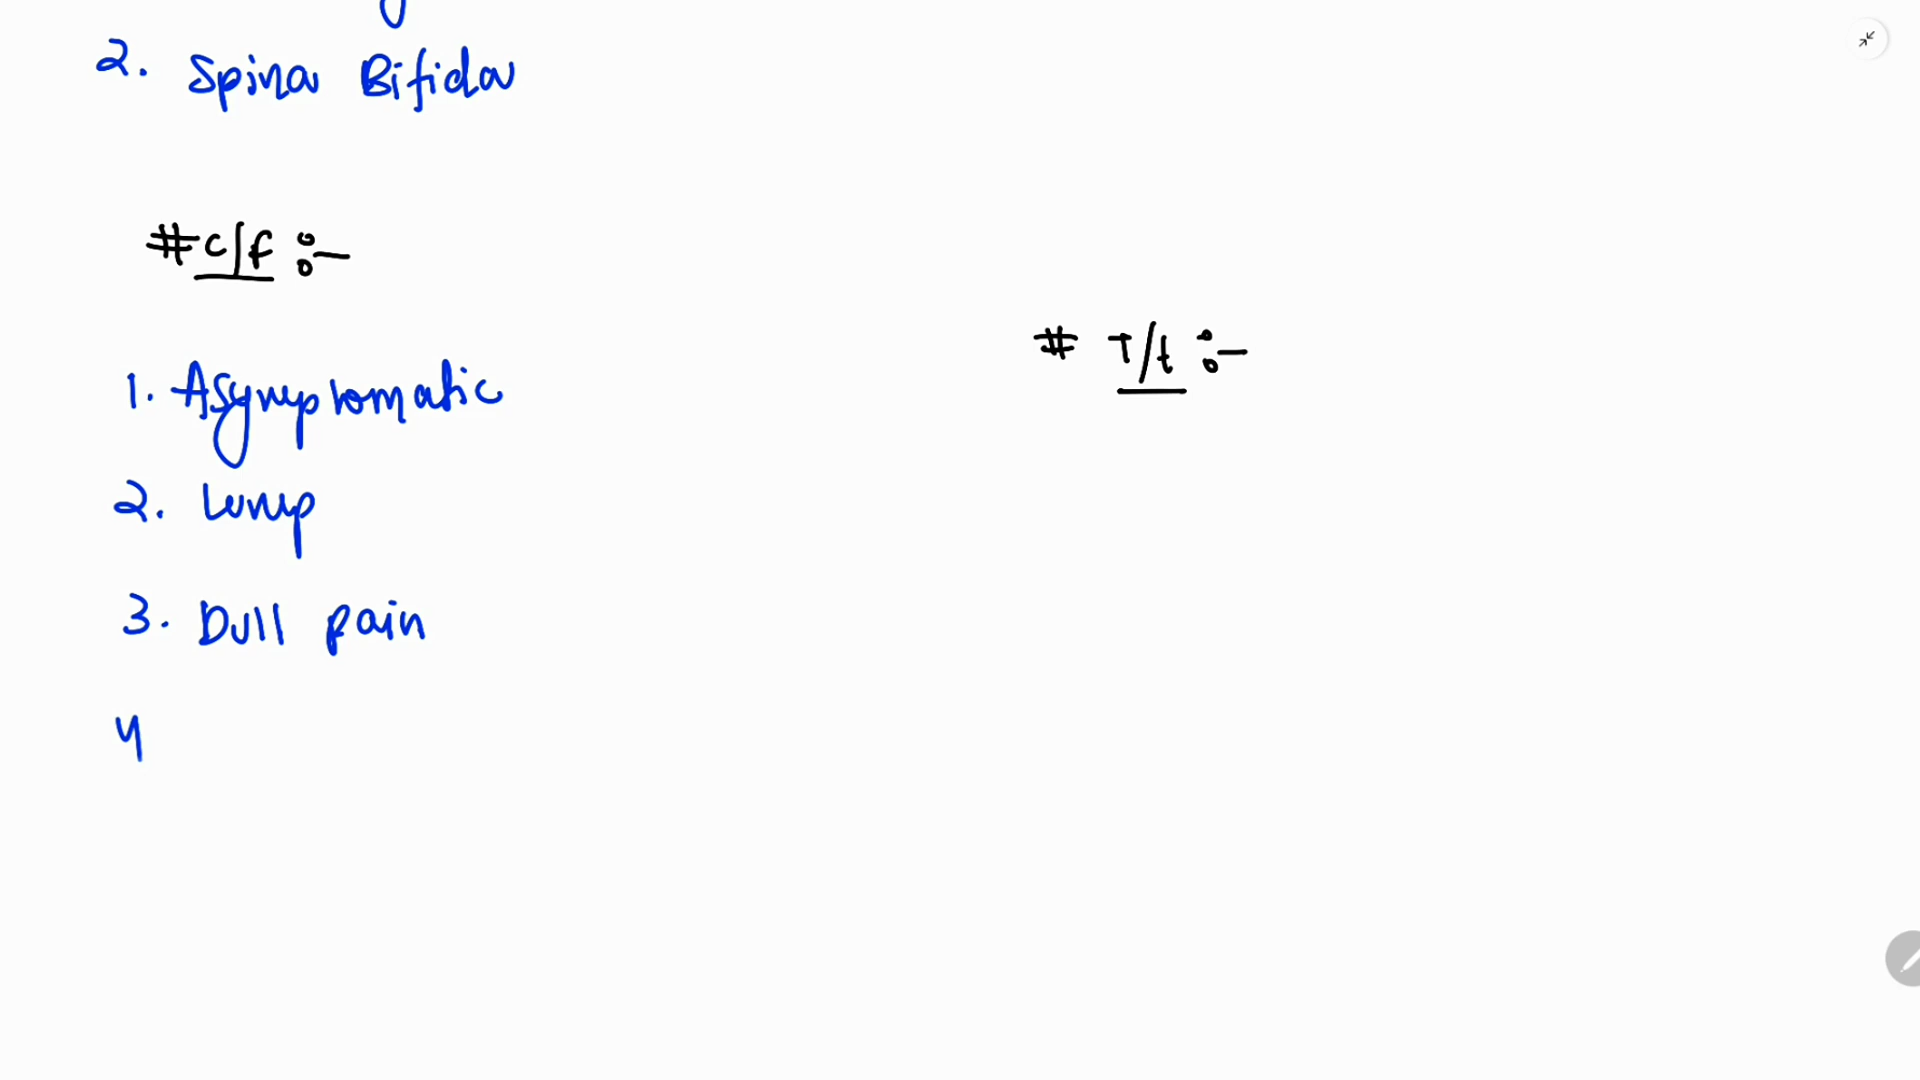 2. Spina Bifida
# c/f :-
1. Asymptomatic
2. Lump
3. Dull pain
4
# T/t :-